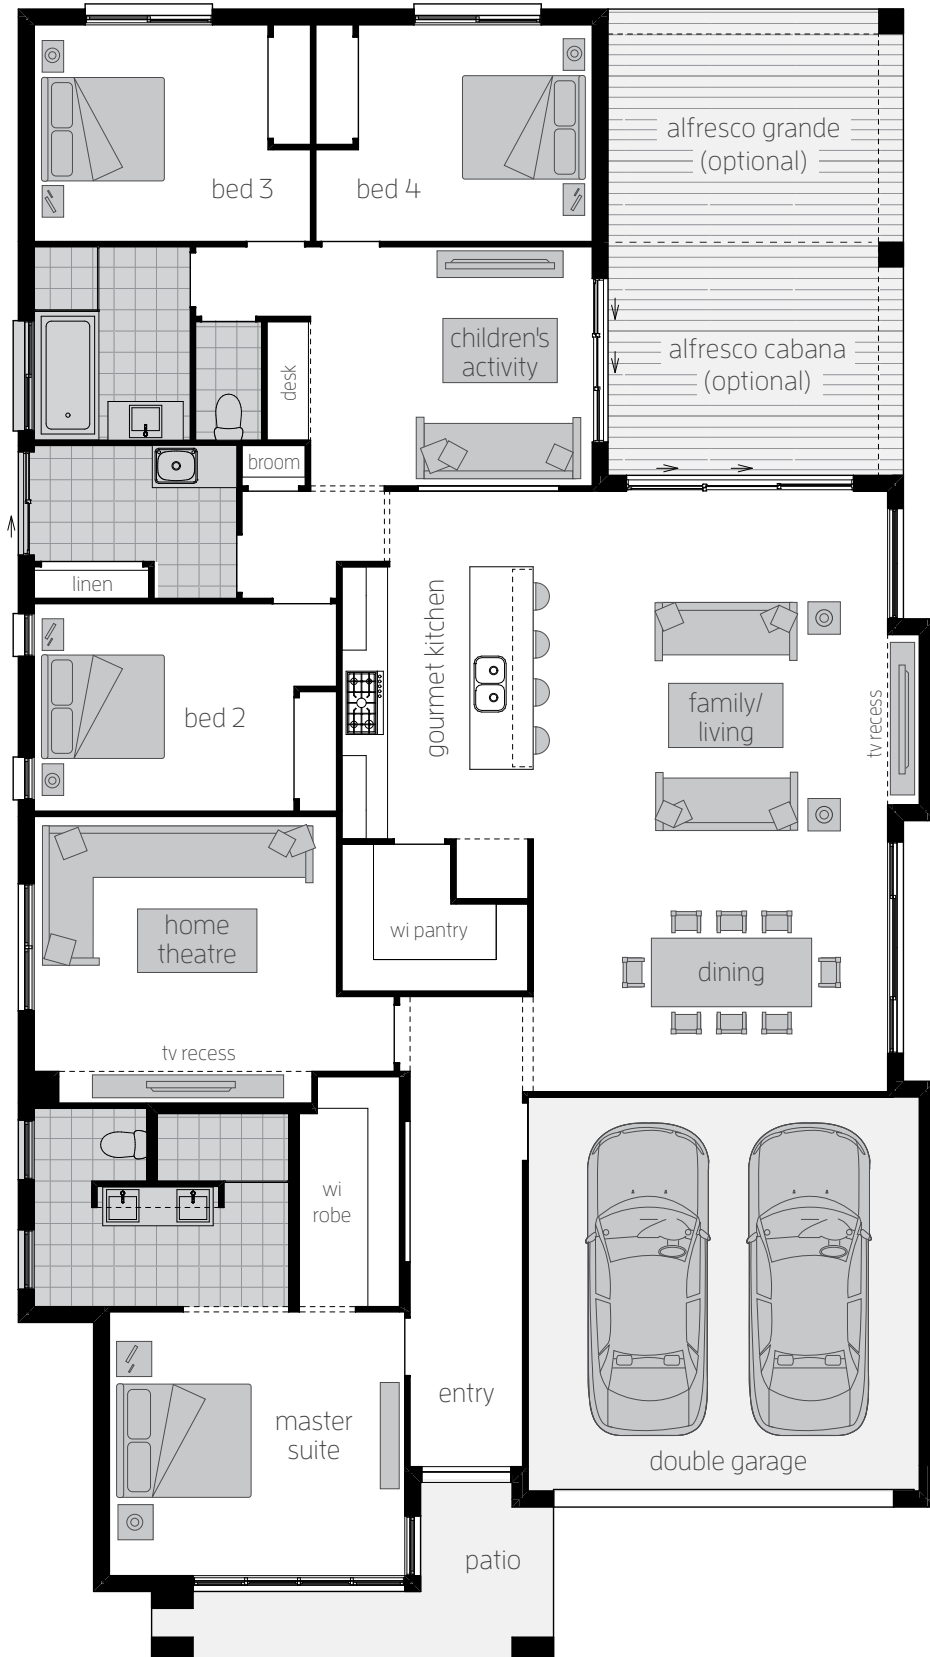 alfresco grande
(optional)
bed 3
bed 4
children's
activity
alfresco cabana
(optional)
desk
broom
linen
gourmet kitchen
bed 2
family/
living
tv recess
home
theatre
wi pantry
dining
tv recess
wi
robe
master
suite
entry
double garage
patio